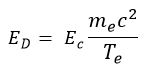 E_D = E_c \frac{m_e c^2}{T_e}